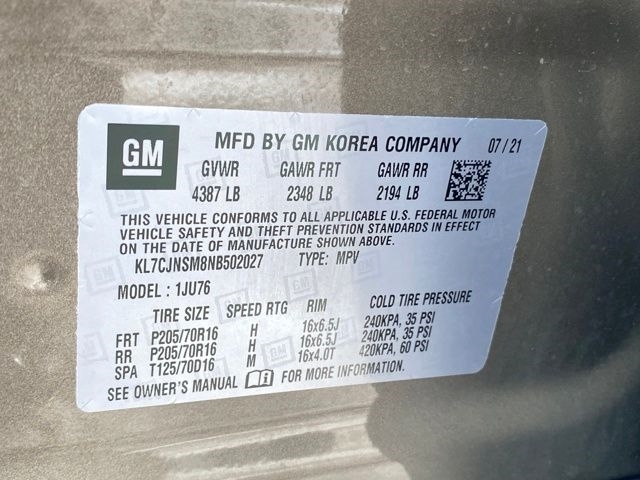 GM MFD BY GM KOREA COMPANY 07/21
GVWR GAWR FRT GAWR RR
4387 LB 2348 LB 2194 LB
THIS VEHICLE CONFORMS TO ALL APPLICABLE U.S. FEDERAL MOTOR
VEHICLE SAFETY AND THEFT PREVENTION STANDARDS IN EFFECT
ON THE DATE OF MANUFACTURE SHOWN ABOVE.
KL7CJNSM8NB502027 TYPE: MPV
MODEL: 1JU76
TIRE SIZE SPEED RTG RIM COLD TIRE PRESSURE
FRT P205/70R16 H 16x6.5J 240KPA, 35 PSI
RR P205/70R16 H 16x6.5J 240KPA, 35 PSI
SPA T125/70D16 M 16x4.0T 420KPA, 60 PSI
SEE OWNER'S MANUAL FOR MORE INFORMATION.